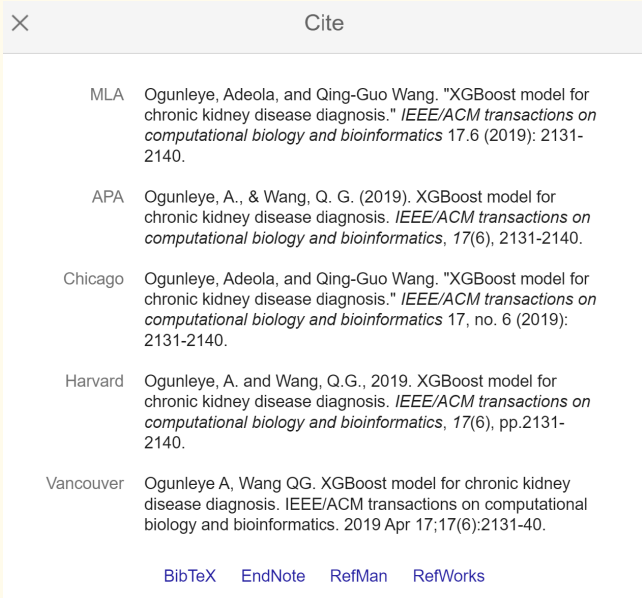 Cite
MLA Ogunleye, Adeola, and Qing-Guo Wang. "XGBoost model for
chronic kidney disease diagnosis." IEEE/ACM transactions on
computational biology and bioinformatics 17.6 (2019): 2131-
2140.
APA Ogunleye, A., & Wang, Q. G. (2019). XGBoost model for
chronic kidney disease diagnosis. IEEE/ACM transactions on
computational biology and bioinformatics, 17(6), 2131-2140.
Chicago Ogunleye, Adeola, and Qing-Guo Wang. "XGBoost model for
chronic kidney disease diagnosis." IEEE/ACM transactions on
computational biology and bioinformatics 17, no. 6 (2019):
2131-2140.
Harvard Ogunleye, A. and Wang, Q.G., 2019. XGBoost model for
chronic kidney disease diagnosis. IEEE/ACM transactions on
computational biology and bioinformatics, 17(6), pp.2131-
2140.
Vancouver Ogunleye A, Wang QG. XGBoost model for chronic kidney
disease diagnosis. IEEE/ACM transactions on computational
biology and bioinformatics. 2019 Apr 17;17(6):2131-40.
BibTeX EndNote RefMan RefWorks